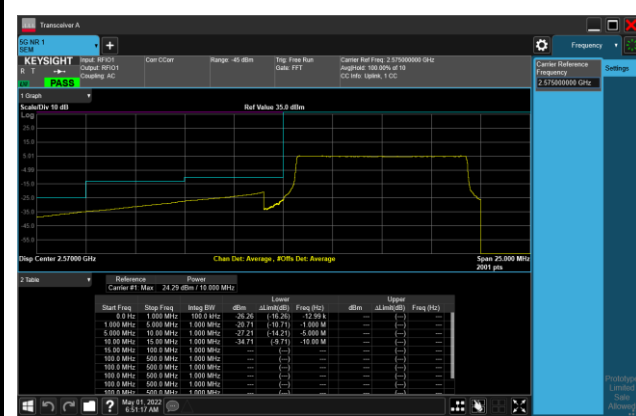 Transceiver A
5G NR 1
SEM
Frequency
KEYSIGHT Input: RFIO1 Corr CCorr Range: -45 dBm Trig: Free Run Carrier Ref Freq: 2.575000000 GHz
R T Output: RFIO1 Gate: FFT Avg|Hold: 100.00% of 10
Coupling: AC CC Info: Uplink, 1 CC
PASS
Carrier Reference
Frequency
2.575000000 GHz
Settings
1 Graph
Scale/Div 10 dB Ref Value 35.0 dBm
Log
25.0
15.0
5.01
-4.99
-15.0
-25.0
-35.0
-45.0
-55.0
Disp Center 2.57000 GHz Chan Det: Average, #Offs Det: Average Span 25.000 MHz
2001 pts
2 Table
Reference Power
Carrier #1 Max 24.29 dBm / 10.000 MHz
Lower Upper
Start Freq Stop Freq Integ BW dBm ΔLimit(dB) Freq (Hz) dBm ΔLimit(dB) Freq (Hz)
0.0 Hz 1.000 MHz 100.0 kHz -26.26 (-16.26) -12.99 k --- (---) ---
1.000 MHz 5.000 MHz 1.000 MHz -20.71 (-10.71) -1.000 M --- (---) ---
5.000 MHz 10.00 MHz 1.000 MHz -27.21 (-14.21) -5.000 M --- (---) ---
10.00 MHz 15.00 MHz 1.000 MHz -34.71 (-9.71) -10.00 M --- (---) ---
15.00 MHz 100.0 MHz 1.000 MHz --- (---) --- --- (---) ---
100.0 MHz 500.0 MHz 1.000 MHz --- (---) --- --- (---) ---
100.0 MHz 500.0 MHz 1.000 MHz --- (---) --- --- (---) ---
100.0 MHz 500.0 MHz 1.000 MHz --- (---) --- --- (---) ---
100.0 MHz 500.0 MHz 1.000 MHz --- (---) --- --- (---) ---
May 01, 2022
6:51:17 AM
Prototype
Limited
Sale
Allowed